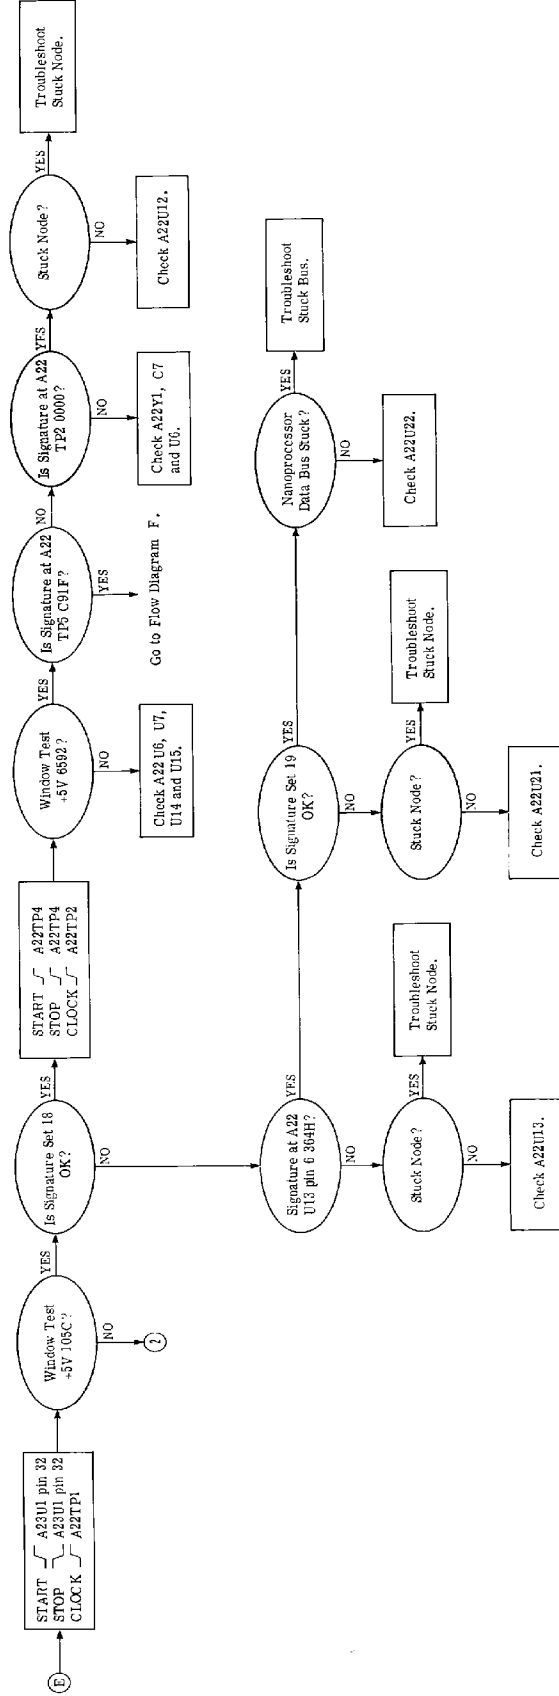 E
START A23U1 pin 32
STOP A23U1 pin 32
CLOCK A22TP1
Window Test
+5V 105C?
YES
NO
2
Is Signature Set 18
OK?
YES
NO
START A22TP4
STOP A22TP4
CLOCK A22TP2
Window Test
+5V 6592?
YES
NO
Check A22U6, U7,
U14 and U15.
Is Signature at A22
TP5 C91F?
NO
YES
Go to Flow Diagram F.
Is Signature at A22
TP2 0000?
YES
NO
Check A22Y1, C7
and U6.
Stuck Node?
YES
NO
Check A22U12.
Troubleshoot
Stuck Node.
Signature at A22
U13 pin 6 364H?
YES
NO
Stuck Node?
YES
Troubleshoot
Stuck Node.
NO
Check A22U13.
Is Signature Set 19
OK?
YES
NO
Stuck Node?
YES
Troubleshoot
Stuck Node.
NO
Check A22U21.
Nanoprocessor
Data Bus Stuck?
YES
NO
Check A22U22.
Troubleshoot
Stuck Bus.